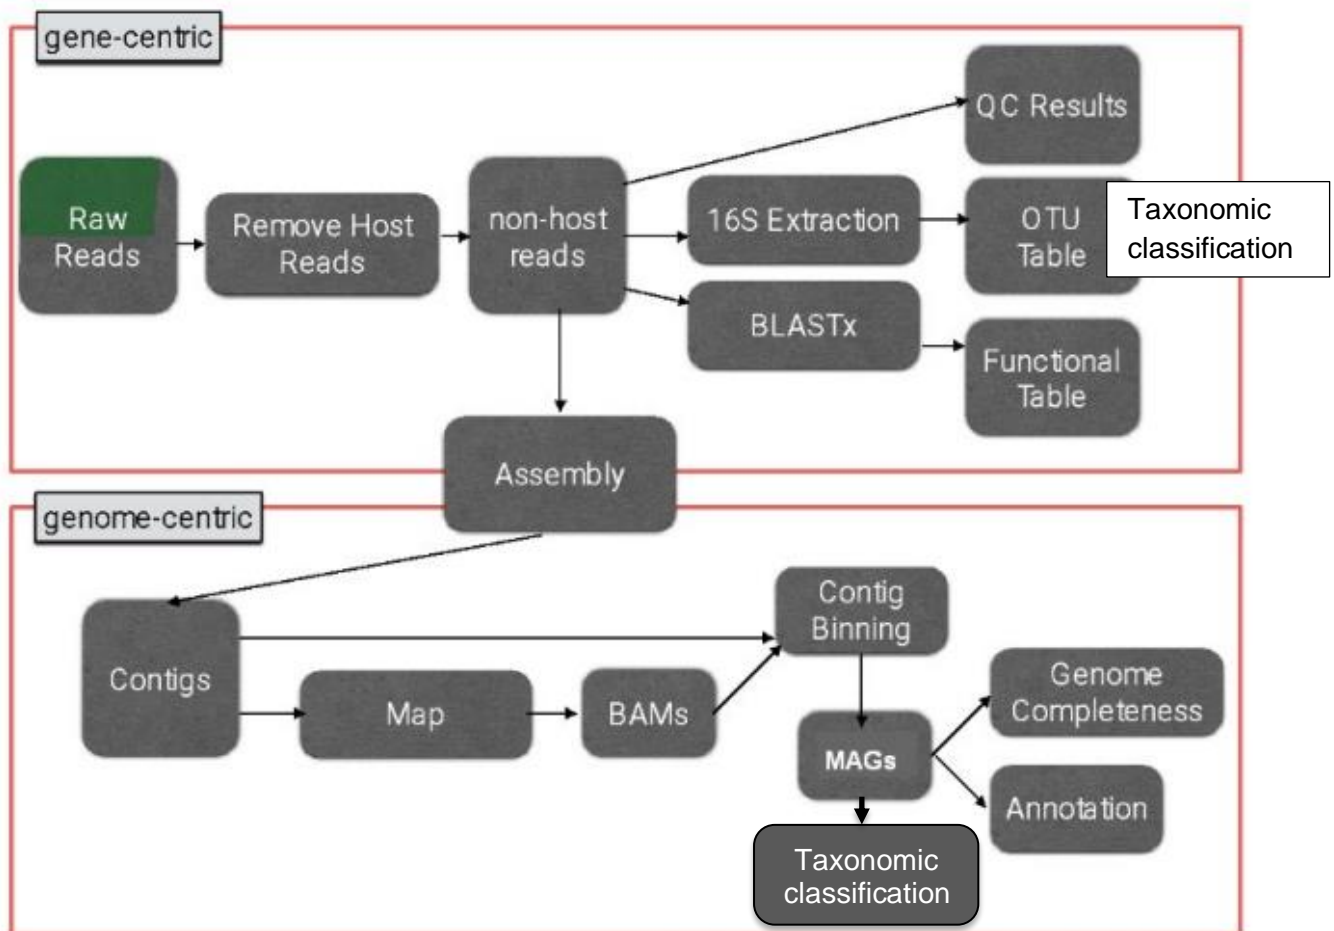 gene-centric
QC Results
Raw
Reads
Remove Host
Reads
non-host
reads
16S Extraction
OTU
Table
Taxonomic
classification
BLASTx
Functional
Table
Assembly
genome-centric
Contigs
Map
BAMs
Contig
Binning
MAGs
Genome
Completeness
Annotation
Taxonomic
classification